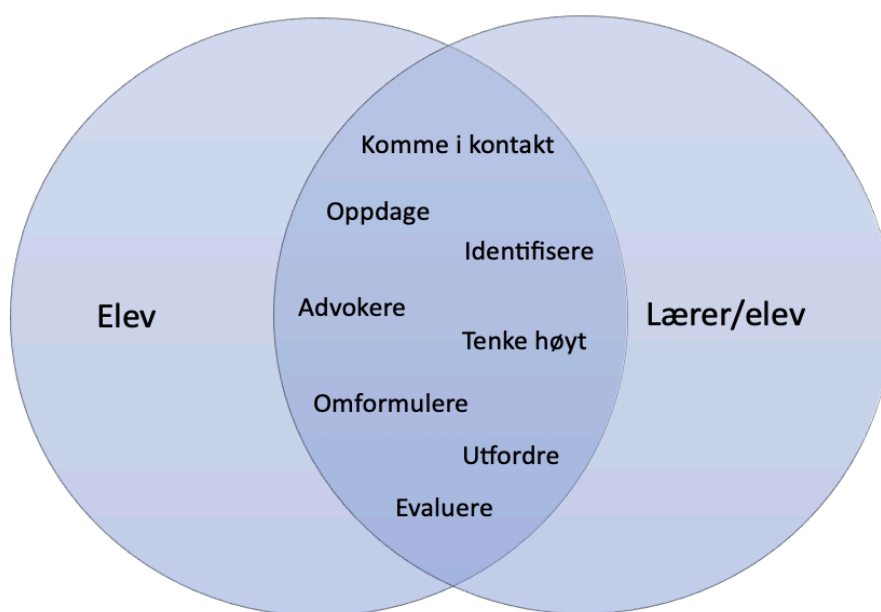 Komme i kontakt
Oppdage
Identifisere
Advokere
Elev
Lærer/elev
Tenke høyt
Omformulere
Utfordre
Evaluere